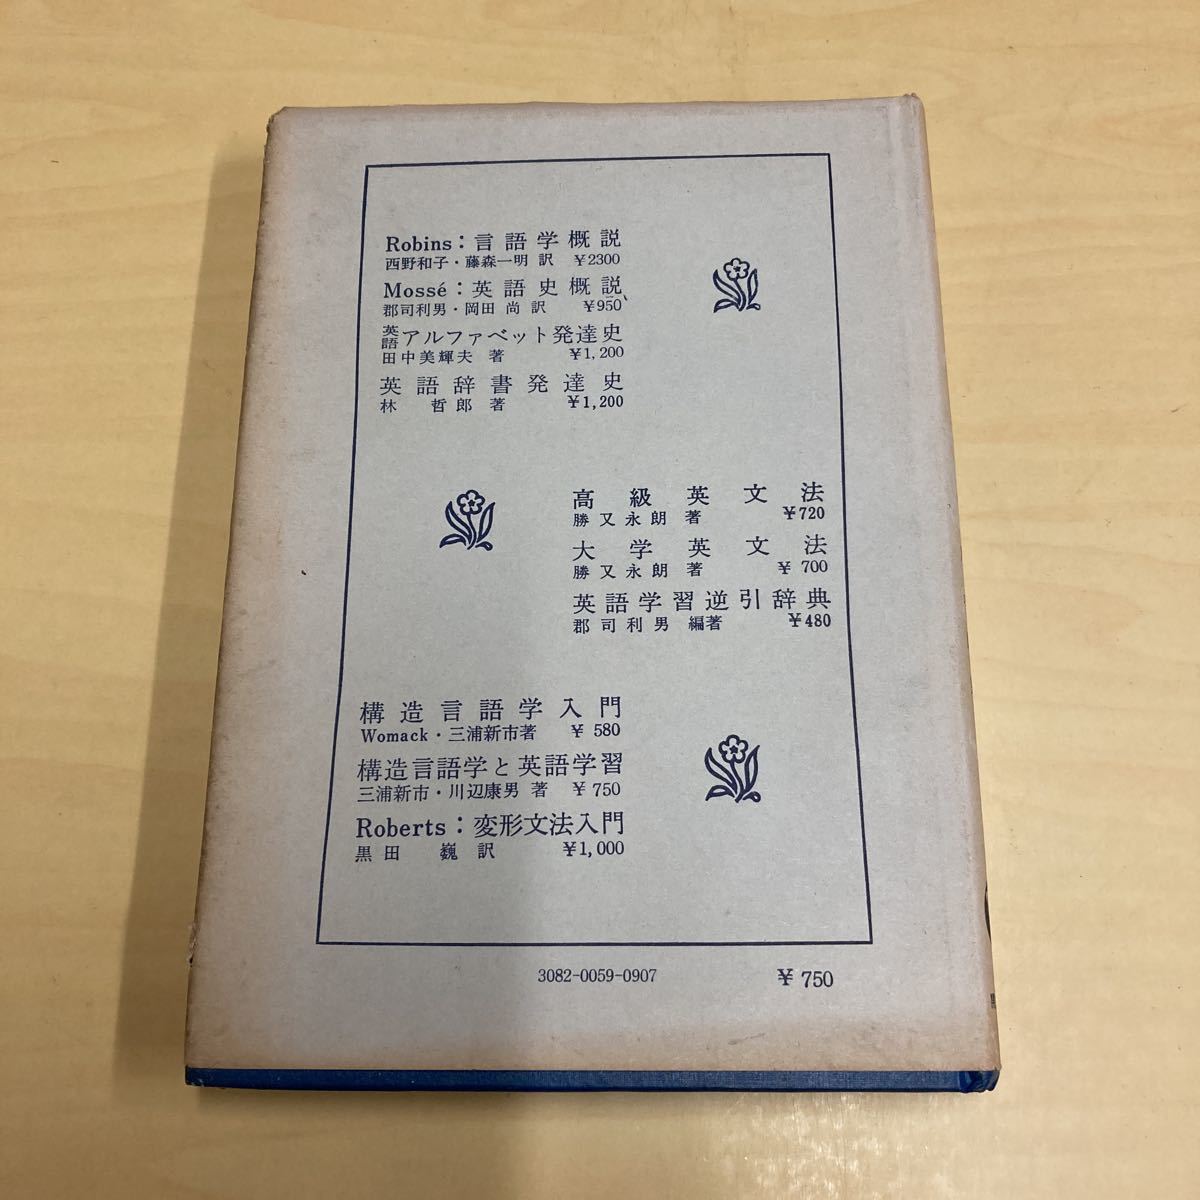 Robins: 言語学概説
西野和子・藤森一明 訳 ¥2300
Mossé: 英語史概説
郡司利男・岡田 尚 訳 ¥950
英語アルファベット発達史
田中美輝夫 著 ¥1,200
英語辞書発達史
林 哲郎 著 ¥1,200
高級英文法
勝又永朗 著 ¥720
大学英文法
勝又永朗 著 ¥700
英語学習逆引辞典
郡司利男 編著 ¥480
構造言語学入門
Womack・三浦新市著 ¥580
構造言語学と英語学習
三浦新市・川辺康男 著 ¥750
Roberts: 変形文法入門
黒田 巍 訳 ¥1,000
3082-0059-0907 ¥750